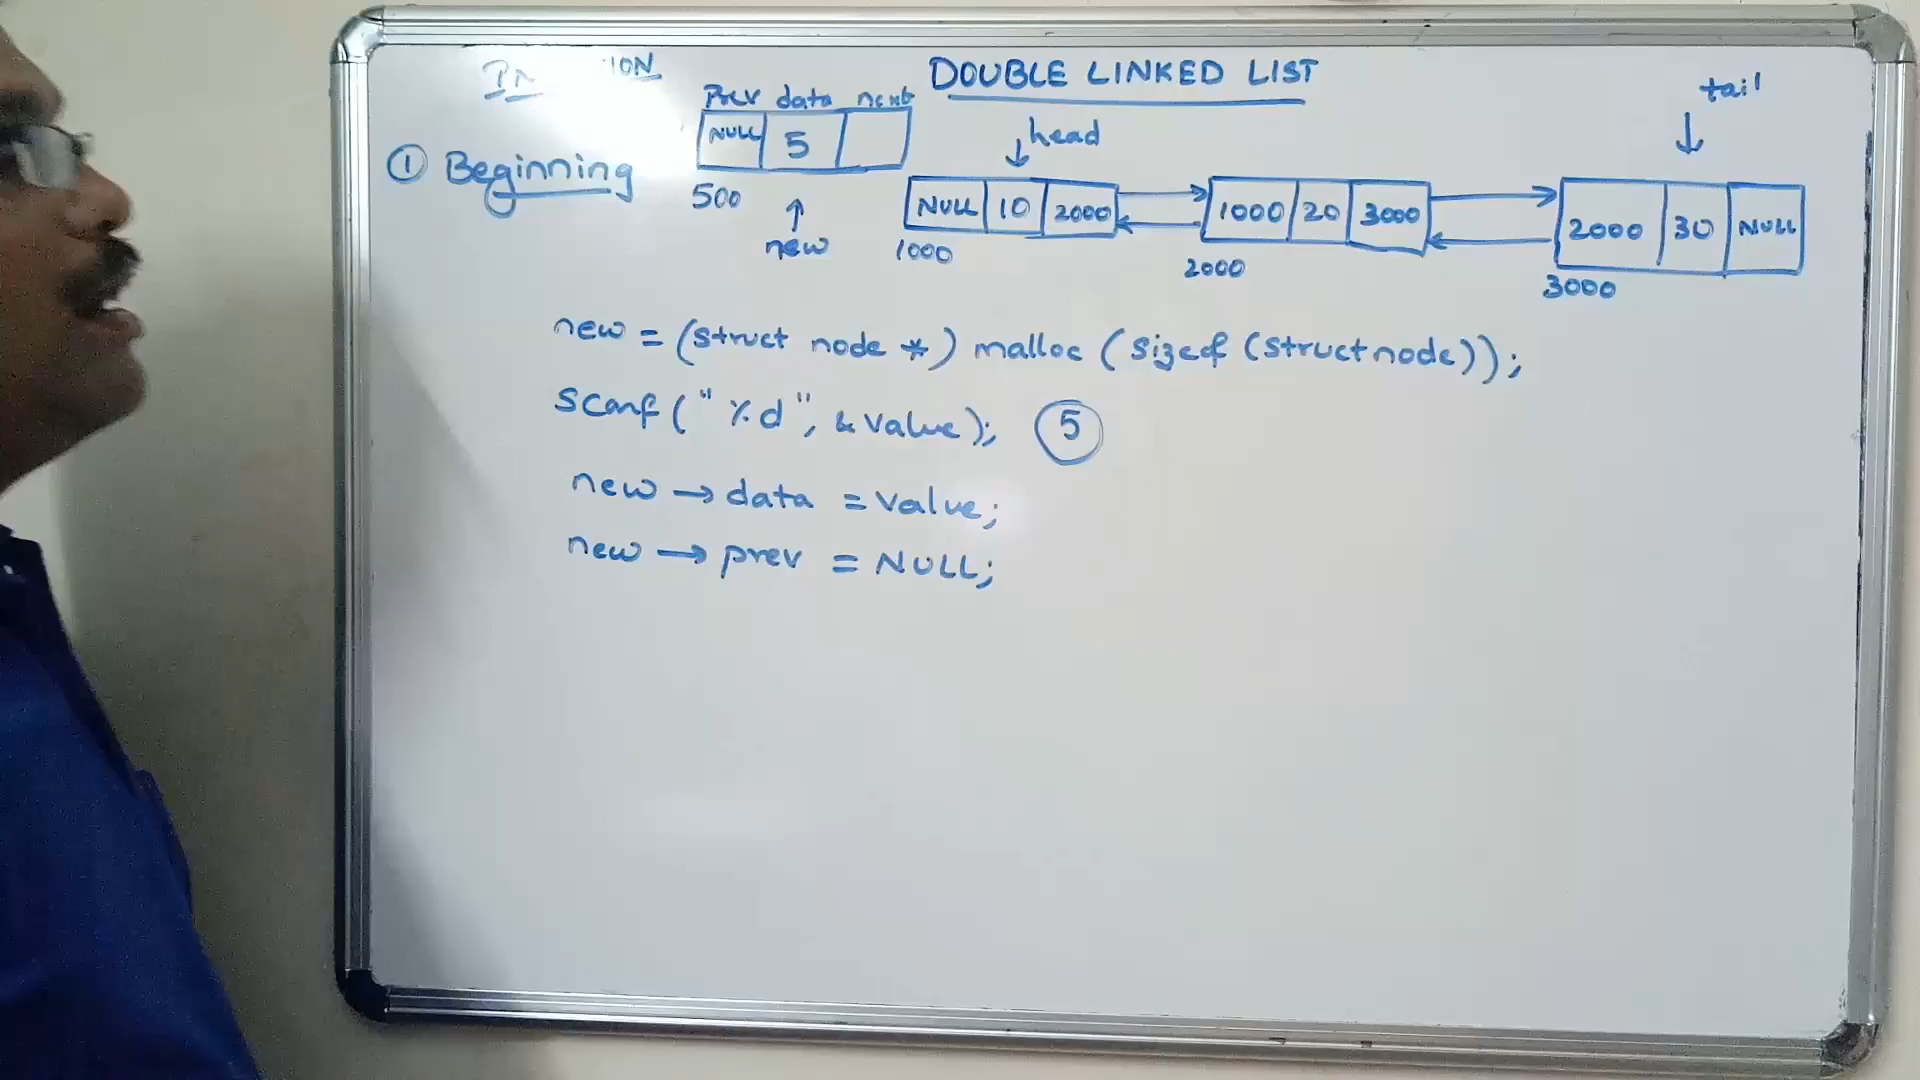 DOUBLE LINKED LIST
tail
Prev data next
head
① Beginning
NULL 5
500
new
NULL 10 2000
1000 20 3000
2000 30 NULL
1000
2000
3000
new = (struct node *) malloc (sizeof (struct node));
scanf ("%d", &value); 5
new → data = value;
new → prev = NULL;